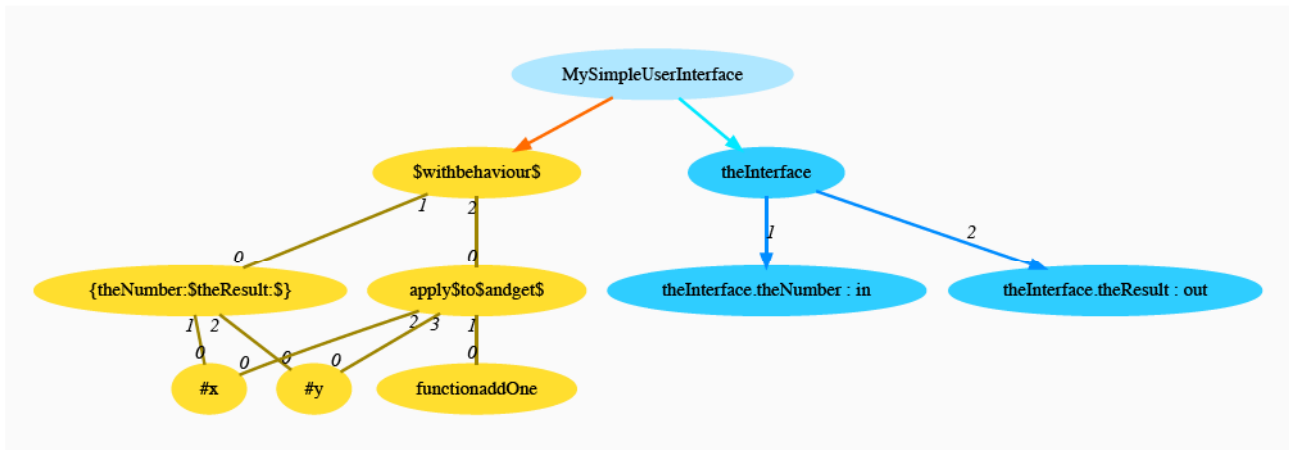 MySimpleUserInterface
$withbehaviour$
theInterface
1
2
1
2
0
0
{theNumber:$theResult:$}
apply$to$andget$
theInterface.theNumber : in
theInterface.theResult : out
1
2
2
3
1
0
0
0
0
0
#x
#y
functionaddOne